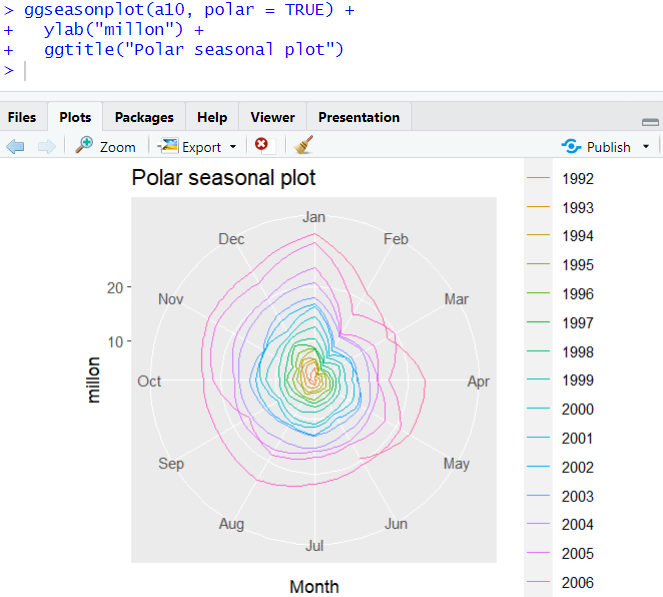 > ggseasonplot(a10, polar = TRUE) +
+   ylab("millon") +
+   ggtitle("Polar seasonal plot")
>
Files Plots Packages Help Viewer Presentation
Zoom Export Publish
Polar seasonal plot
Jan
Feb
Mar
Apr
May
Jun
Jul
Aug
Sep
Oct
Nov
Dec
20
10
millon
Month
1992
1993
1994
1995
1996
1997
1998
1999
2000
2001
2002
2003
2004
2005
2006